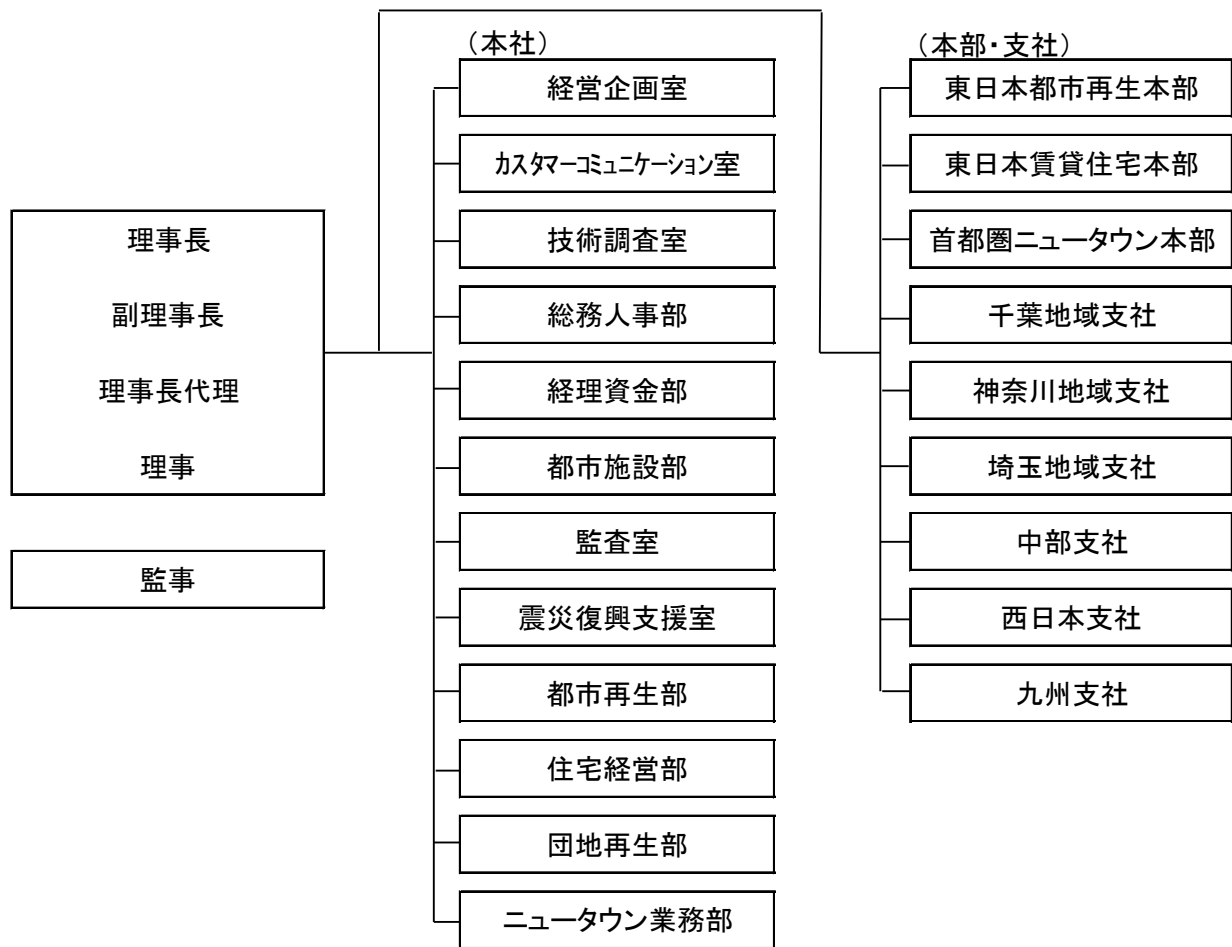 理事長
副理事長
理事長代理
理事
監事
（本社）
経営企画室
ｶｽﾀﾏｰｺﾐｭﾆｹｰｼｮﾝ室
技術調査室
総務人事部
経理資金部
都市施設部
監査室
震災復興支援室
都市再生部
住宅経営部
団地再生部
ニュータウン業務部
（本部・支社）
東日本都市再生本部
東日本賃貸住宅本部
首都圏ニュータウン本部
千葉地域支社
神奈川地域支社
埼玉地域支社
中部支社
西日本支社
九州支社